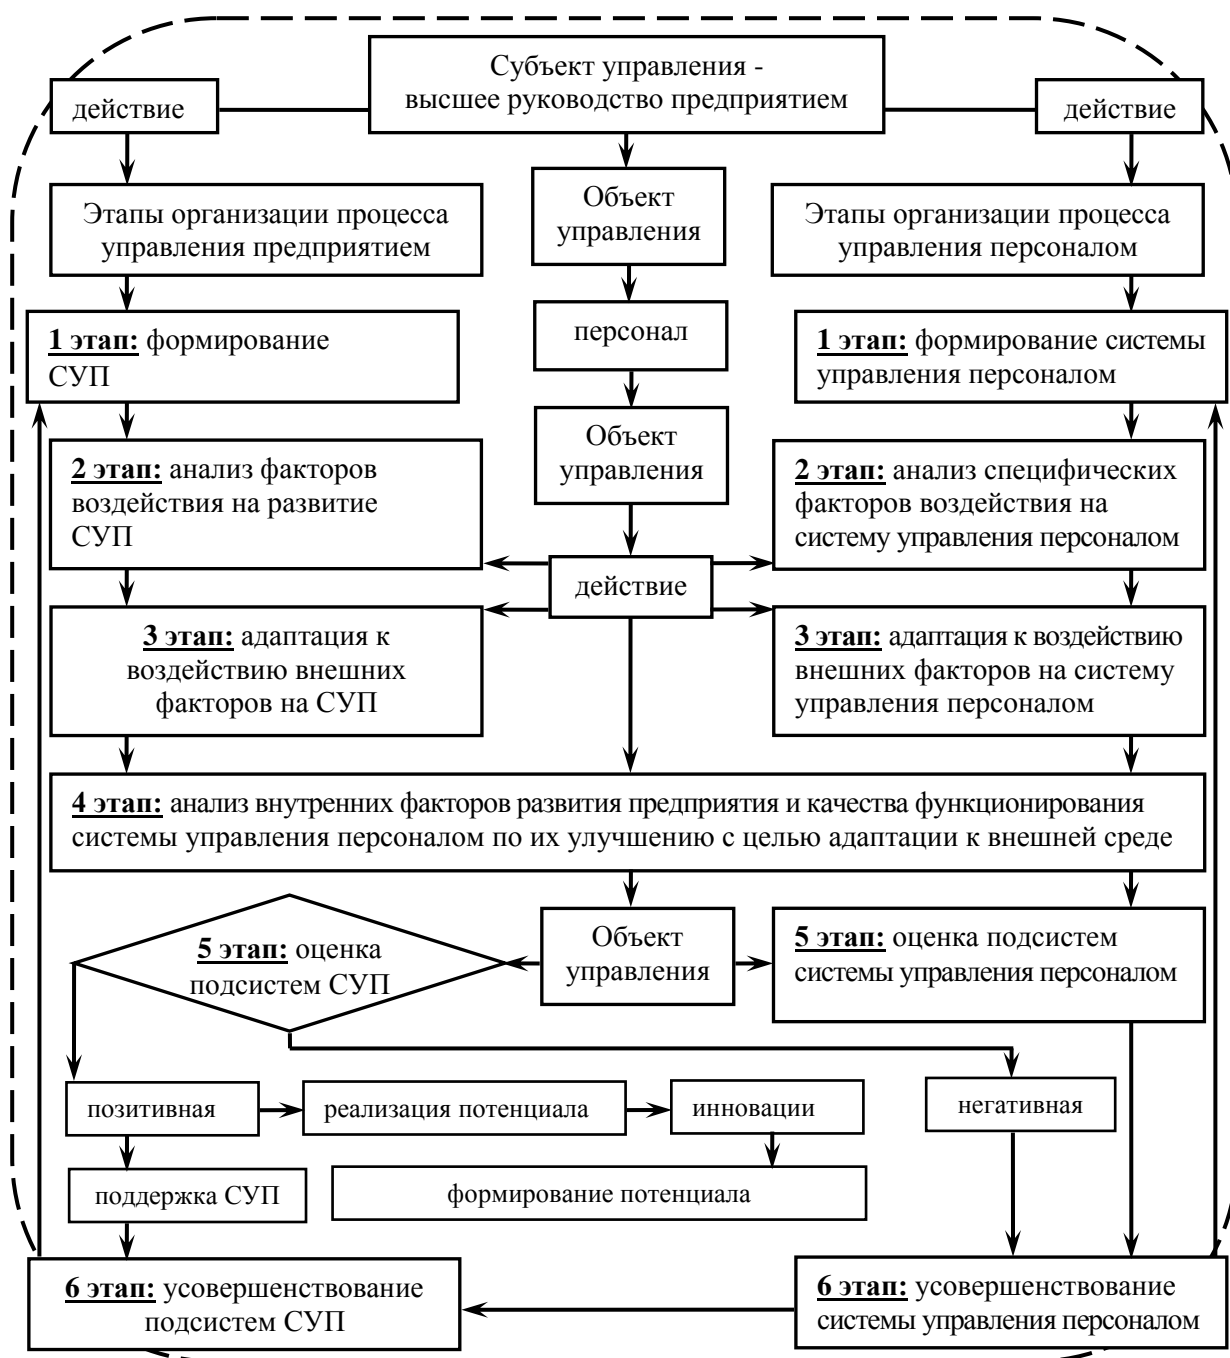 Субъект управления -
высшее руководство предприятием
действие
действие
Этапы организации процесса
управления предприятием
Объект
управления
Этапы организации процесса
управления персоналом
1 этап: формирование
СУП
персонал
1 этап: формирование системы
управления персоналом
2 этап: анализ факторов
воздействия на развитие
СУП
Объект
управления
2 этап: анализ специфических
факторов воздействия на
систему управления персоналом
действие
3 этап: адаптация к
воздействию внешних
факторов на СУП
3 этап: адаптация к воздействию
внешних факторов на систему
управления персоналом
4 этап: анализ внутренних факторов развития предприятия и качества функционирования
системы управления персоналом по их улучшению с целью адаптации к внешней среде
5 этап: оценка
подсистем СУП
Объект
управления
5 этап: оценка подсистем
системы управления персоналом
позитивная
реализация потенциала
инновации
негативная
поддержка СУП
формирование потенциала
6 этап: усовершенствование
подсистем СУП
6 этап: усовершенствование
системы управления персоналом